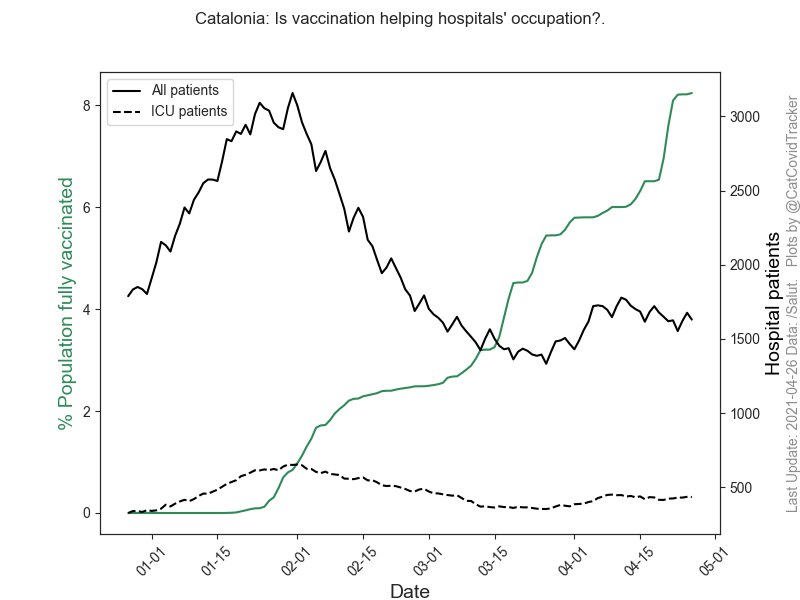 Catalonia: Is vaccination helping hospitals' occupation?.
All patients
ICU patients
% Population fully vaccinated
8
6
4
2
0
3000
2500
2000
1500
1000
500
Hospital patients
Last Update: 2021-04-26 Data: /Salut. Plots by @CatCovidTracker
01-01
01-15
02-01
02-15
03-01
03-15
04-01
04-15
05-01
Date